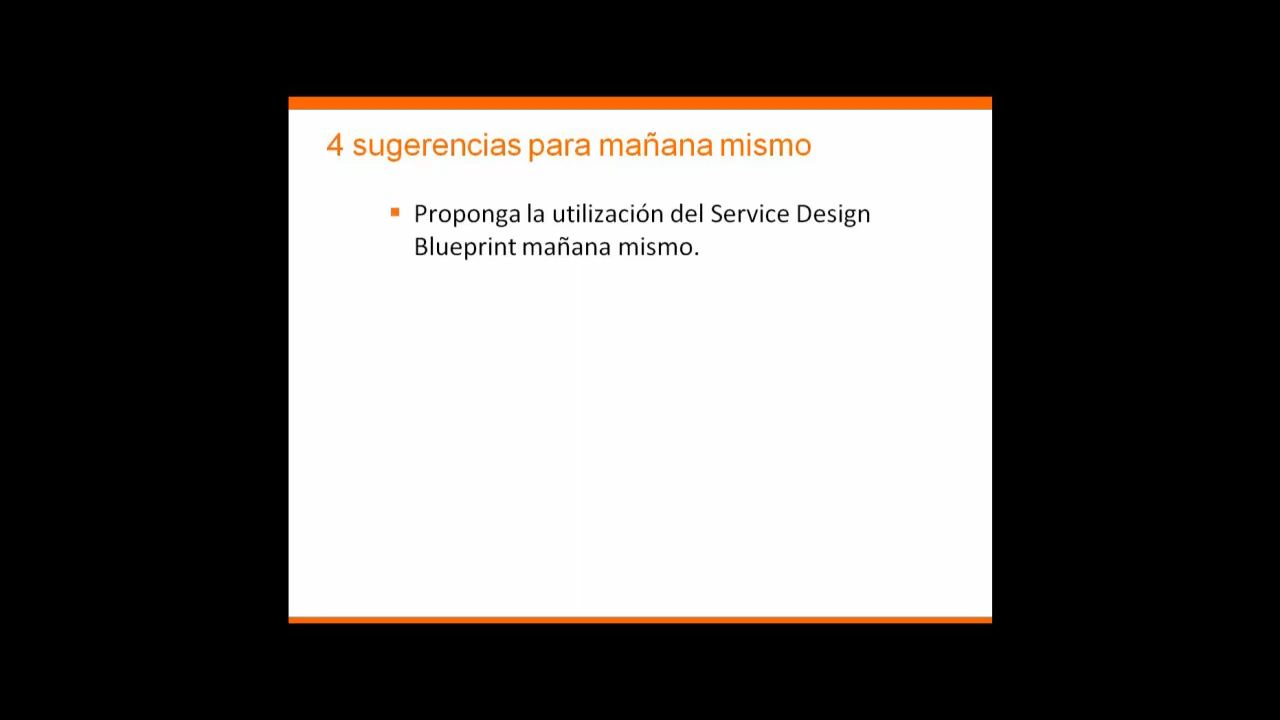 4 sugerencias para mañana mismo
Proponga la utilización del Service Design
Blueprint mañana mismo.